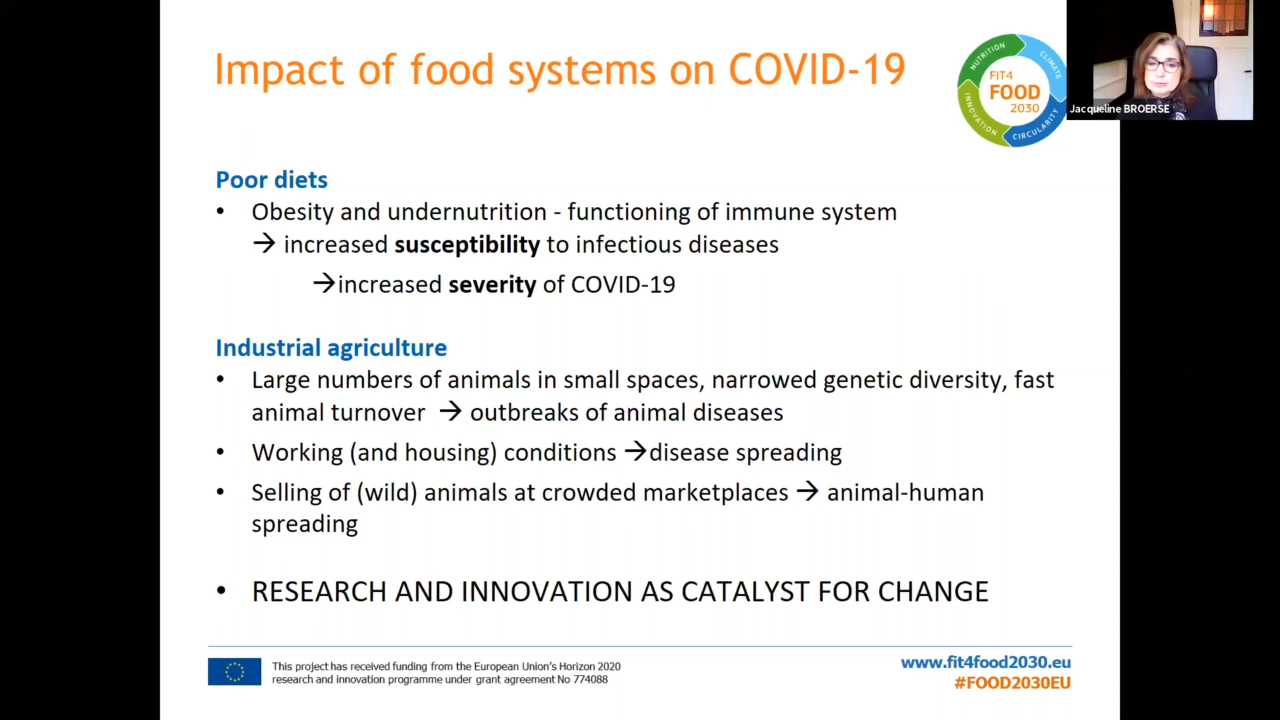 Impact of food systems on COVID-19
NUTRITION
CLIMATE
FIT4
FOOD
2030
INNOVATION
CIRCULARITY
Jacqueline BROERSE
Poor diets
• Obesity and undernutrition - functioning of immune system
→ increased susceptibility to infectious diseases
→increased severity of COVID-19
Industrial agriculture
• Large numbers of animals in small spaces, narrowed genetic diversity, fast
animal turnover → outbreaks of animal diseases
• Working (and housing) conditions →disease spreading
• Selling of (wild) animals at crowded marketplaces → animal-human
spreading
• RESEARCH AND INNOVATION AS CATALYST FOR CHANGE
This project has received funding from the European Union's Horizon 2020
research and innovation programme under grant agreement No 774088
www.fit4food2030.eu
#FOOD2030EU